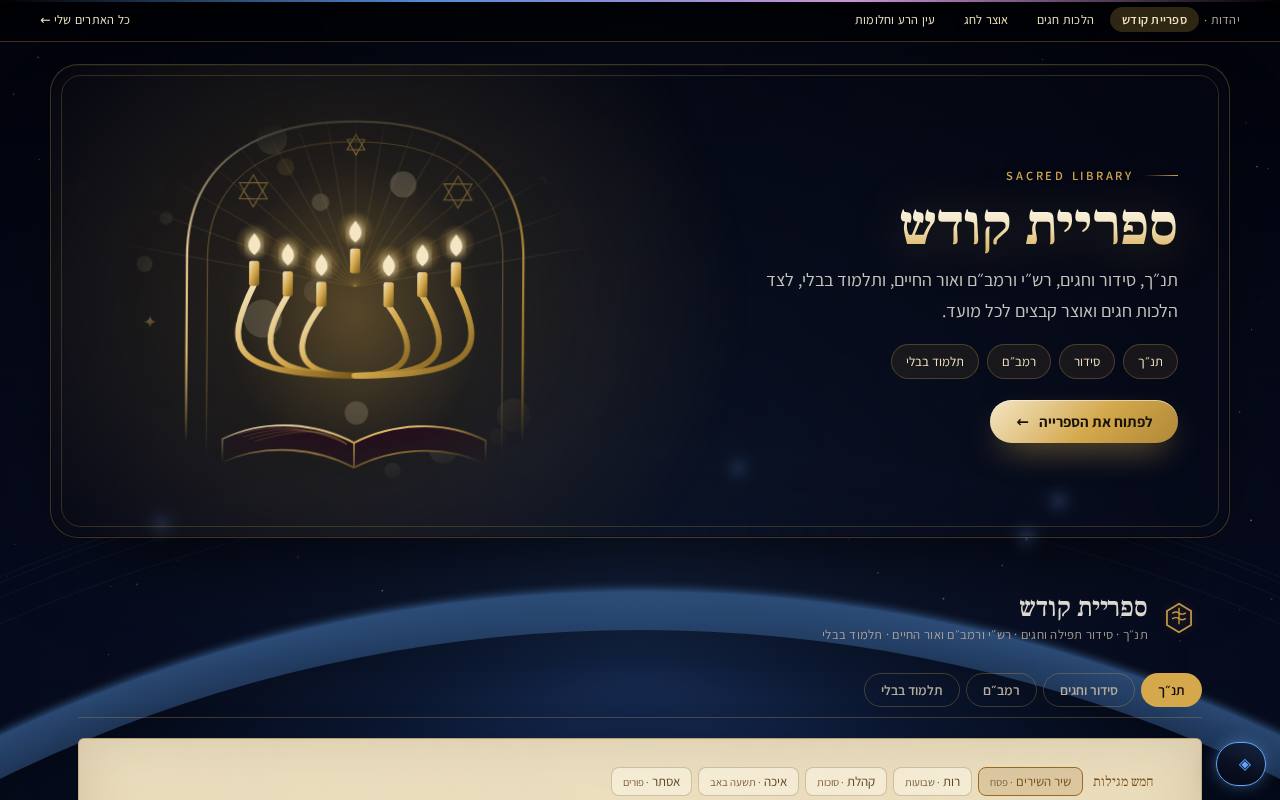 יהדות · ספריית קודש הלכות חגים אוצר לחג עין הרע וחלומות כל האתרים שלי ←
SACRED LIBRARY
ספריית קודש
תנ״ך, סידור וחגים, רש״י ורמב״ם ואור החיים, ותלמוד בבלי, לצד
הלכות חגים ואוצר קבצים לכל מועד.
תנ״ך סידור רמב״ם תלמוד בבלי
לפתוח את הספרייה ←
ספריית קודש
תנ״ך · סידור תפילה וחגים · רש״י ורמב״ם ואור החיים · תלמוד בבלי
תנ״ך סידור וחגים רמב״ם תלמוד בבלי
חמש מגילות שיר השירים · פסח רות · שבועות קהלת · סוכות איכה · תשעה באב אסתר · פורים